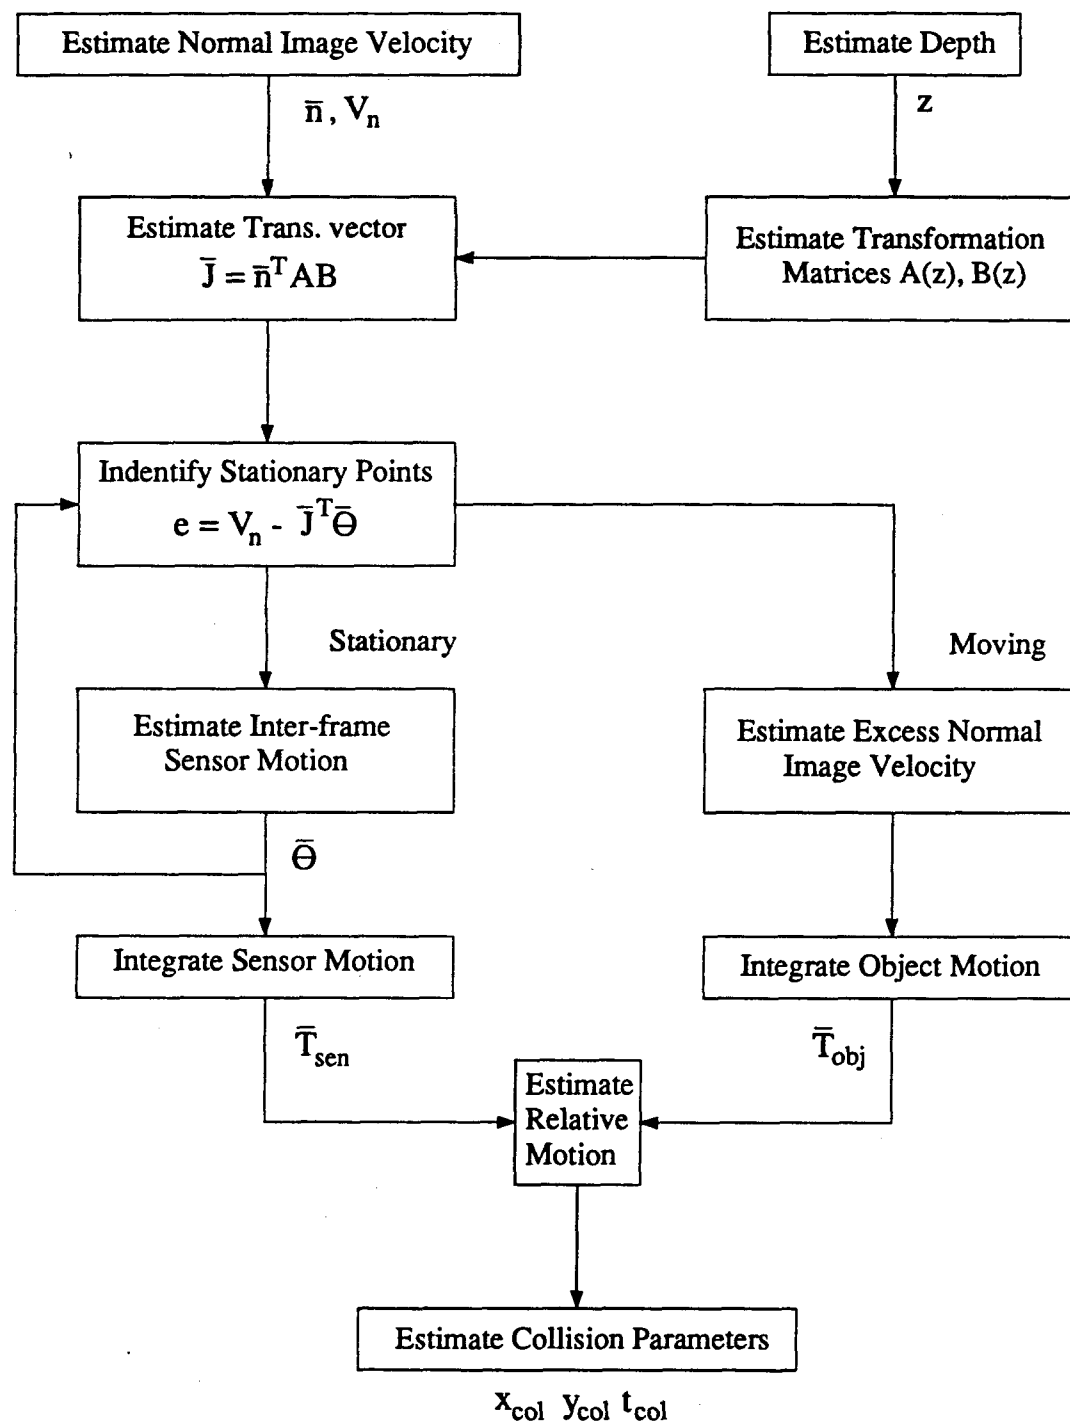 Estimate Normal Image Velocity
Estimate Depth
n̅ , Vₙ
z
Estimate Trans. vector
J̅ = n̅ᵀ AB
Estimate Transformation
Matrices A(z), B(z)
Indentify Stationary Points
e = Vₙ - J̅ᵀΘ̅
Stationary
Moving
Estimate Inter-frame
Sensor Motion
Estimate Excess Normal
Image Velocity
Θ̅
Integrate Sensor Motion
Integrate Object Motion
T̅sen
T̅obj
Estimate
Relative
Motion
Estimate Collision Parameters
xcol ycol tcol